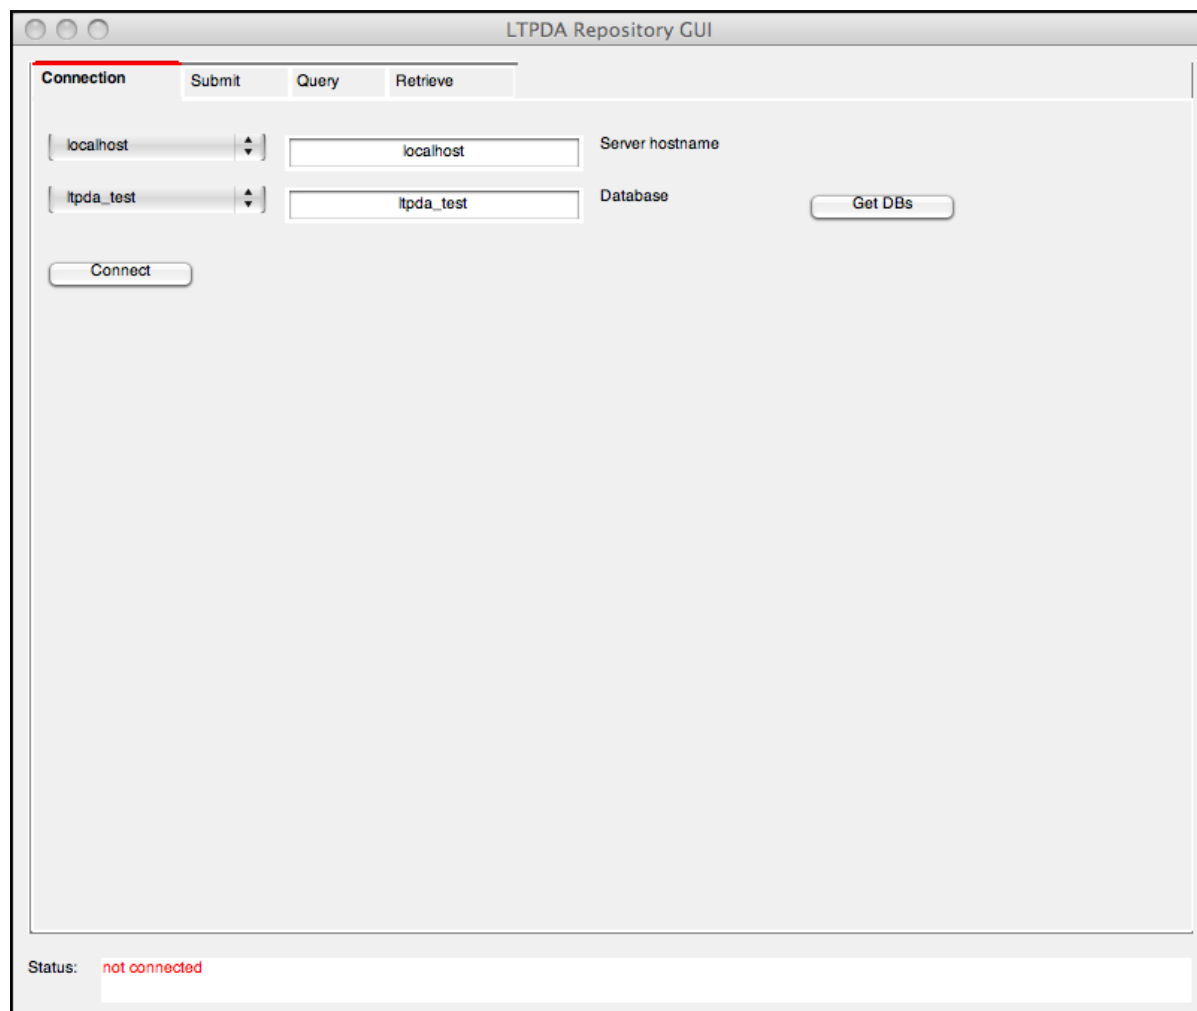 LTPDA Repository GUI
Connection Submit Query Retrieve
localhost localhost Server hostname
ltpda_test ltpda_test Database Get DBs
Connect
Status: not connected